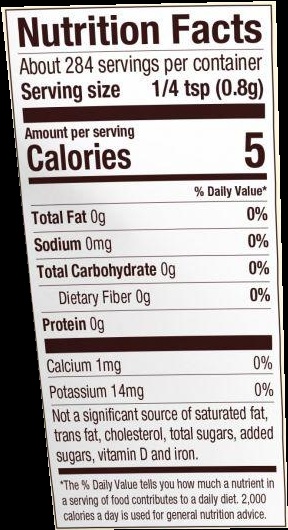 Nutrition Facts
About 284 servings per container
Serving size 1/4 tsp (0.8g)
Amount per serving
Calories 5
% Daily Value*
Total Fat 0g 0%
Sodium 0mg 0%
Total Carbohydrate 0g 0%
Dietary Fiber 0g 0%
Protein 0g
Calcium 1mg 0%
Potassium 14mg 0%
Not a significant source of saturated fat,
trans fat, cholesterol, total sugars, added
sugars, vitamin D and iron.
*The % Daily Value tells you how much a nutrient in
a serving of food contributes to a daily diet. 2,000
calories a day is used for general nutrition advice.